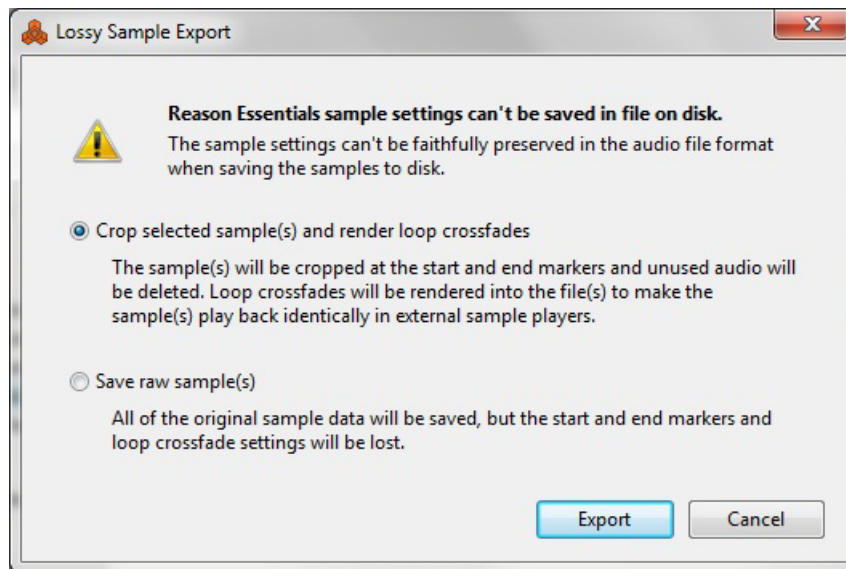 Lossy Sample Export
Reason Essentials sample settings can't be saved in file on disk.
The sample settings can't be faithfully preserved in the audio file format
when saving the samples to disk.
Crop selected sample(s) and render loop crossfades
The sample(s) will be cropped at the start and end markers and unused audio will
be deleted. Loop crossfades will be rendered into the file(s) to make the
sample(s) play back identically in external sample players.
Save raw sample(s)
All of the original sample data will be saved, but the start and end markers and
loop crossfade settings will be lost.
Export
Cancel